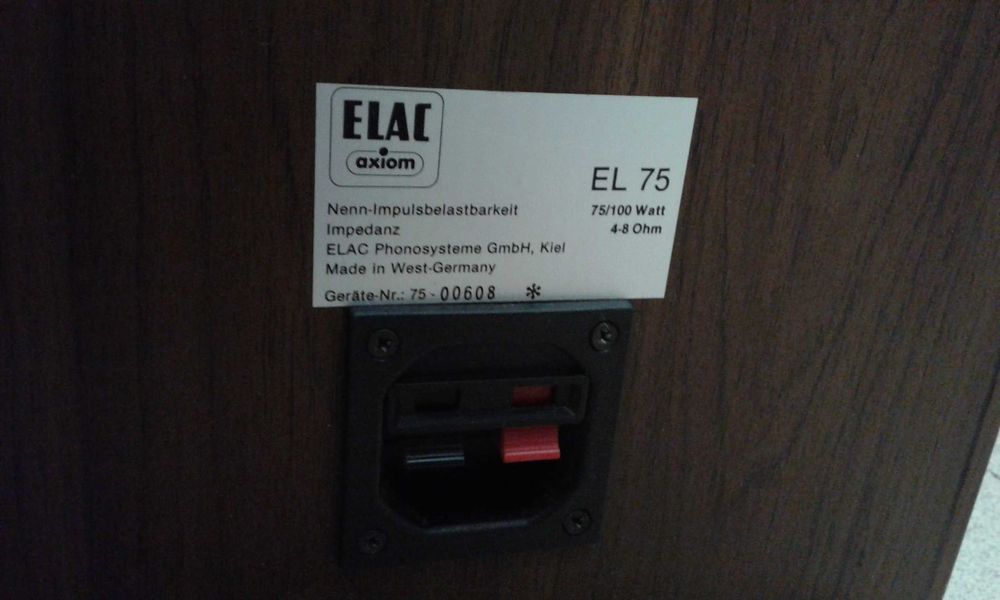 ELAC
axiom
EL 75
Nenn-Impulsbelastbarkeit 75/100 Watt
Impedanz 4-8 Ohm
ELAC Phonosysteme GmbH, Kiel
Made in West-Germany
Geräte-Nr.: 75-00608 *